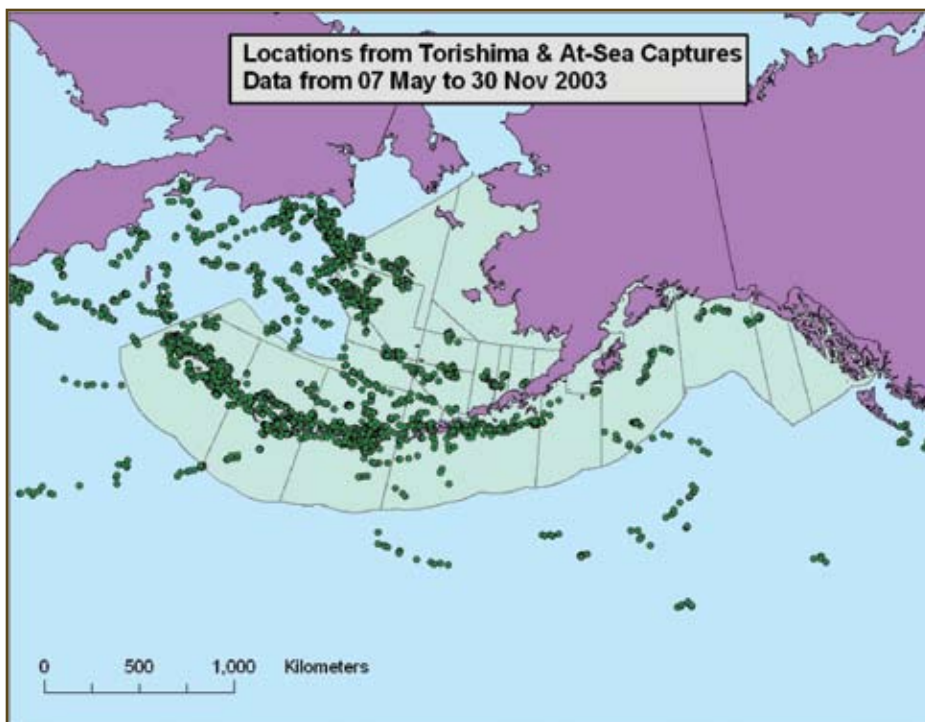 Locations from Torishima & At-Sea Captures
Data from 07 May to 30 Nov 2003
0 500 1,000 Kilometers